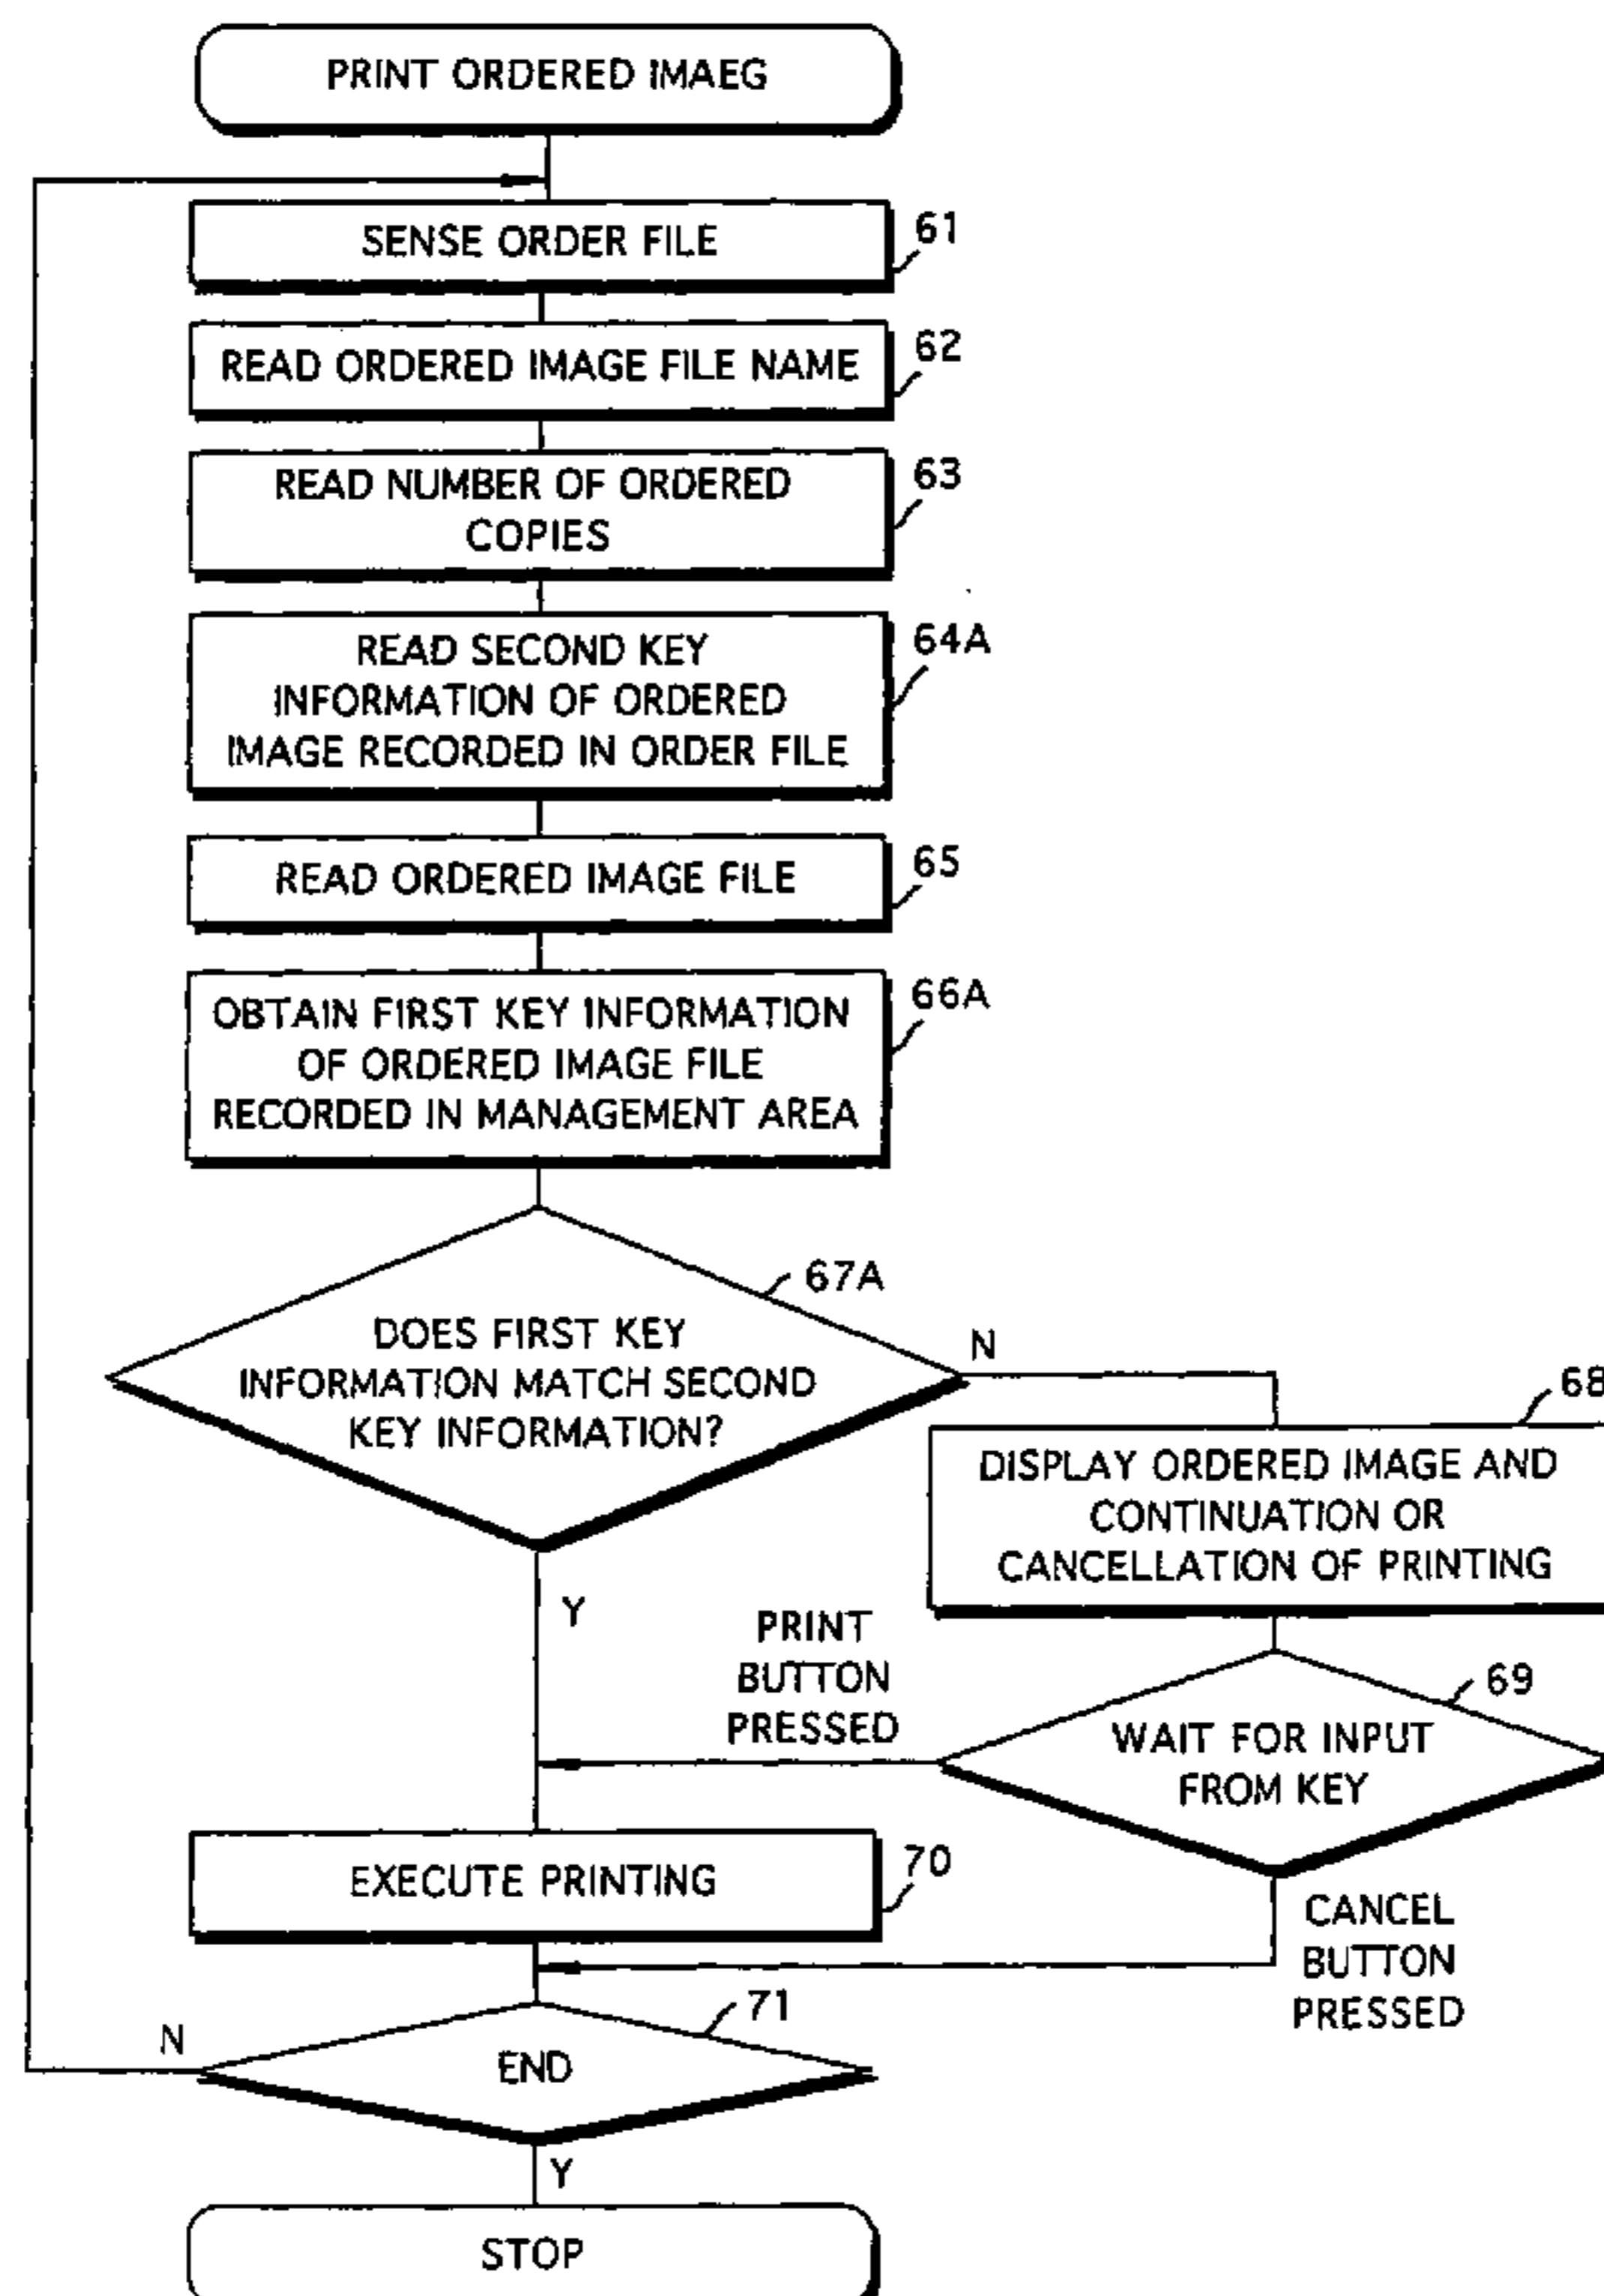 PRINT ORDERED IMAEG
SENSE ORDER FILE
61
READ ORDERED IMAGE FILE NAME
62
READ NUMBER OF ORDERED
COPIES
63
READ SECOND KEY
INFORMATION OF ORDERED
IMAGE RECORDED IN ORDER FILE
64A
READ ORDERED IMAGE FILE
65
OBTAIN FIRST KEY INFORMATION
OF ORDERED IMAGE FILE
RECORDED IN MANAGEMENT AREA
66A
67A
DOES FIRST KEY
INFORMATION MATCH SECOND
KEY INFORMATION?
N
68
DISPLAY ORDERED IMAGE AND
CONTINUATION OR
CANCELLATION OF PRINTING
Y
PRINT
BUTTON
PRESSED
69
WAIT FOR INPUT
FROM KEY
EXECUTE PRINTING
70
CANCEL
BUTTON
PRESSED
71
N
END
Y
STOP